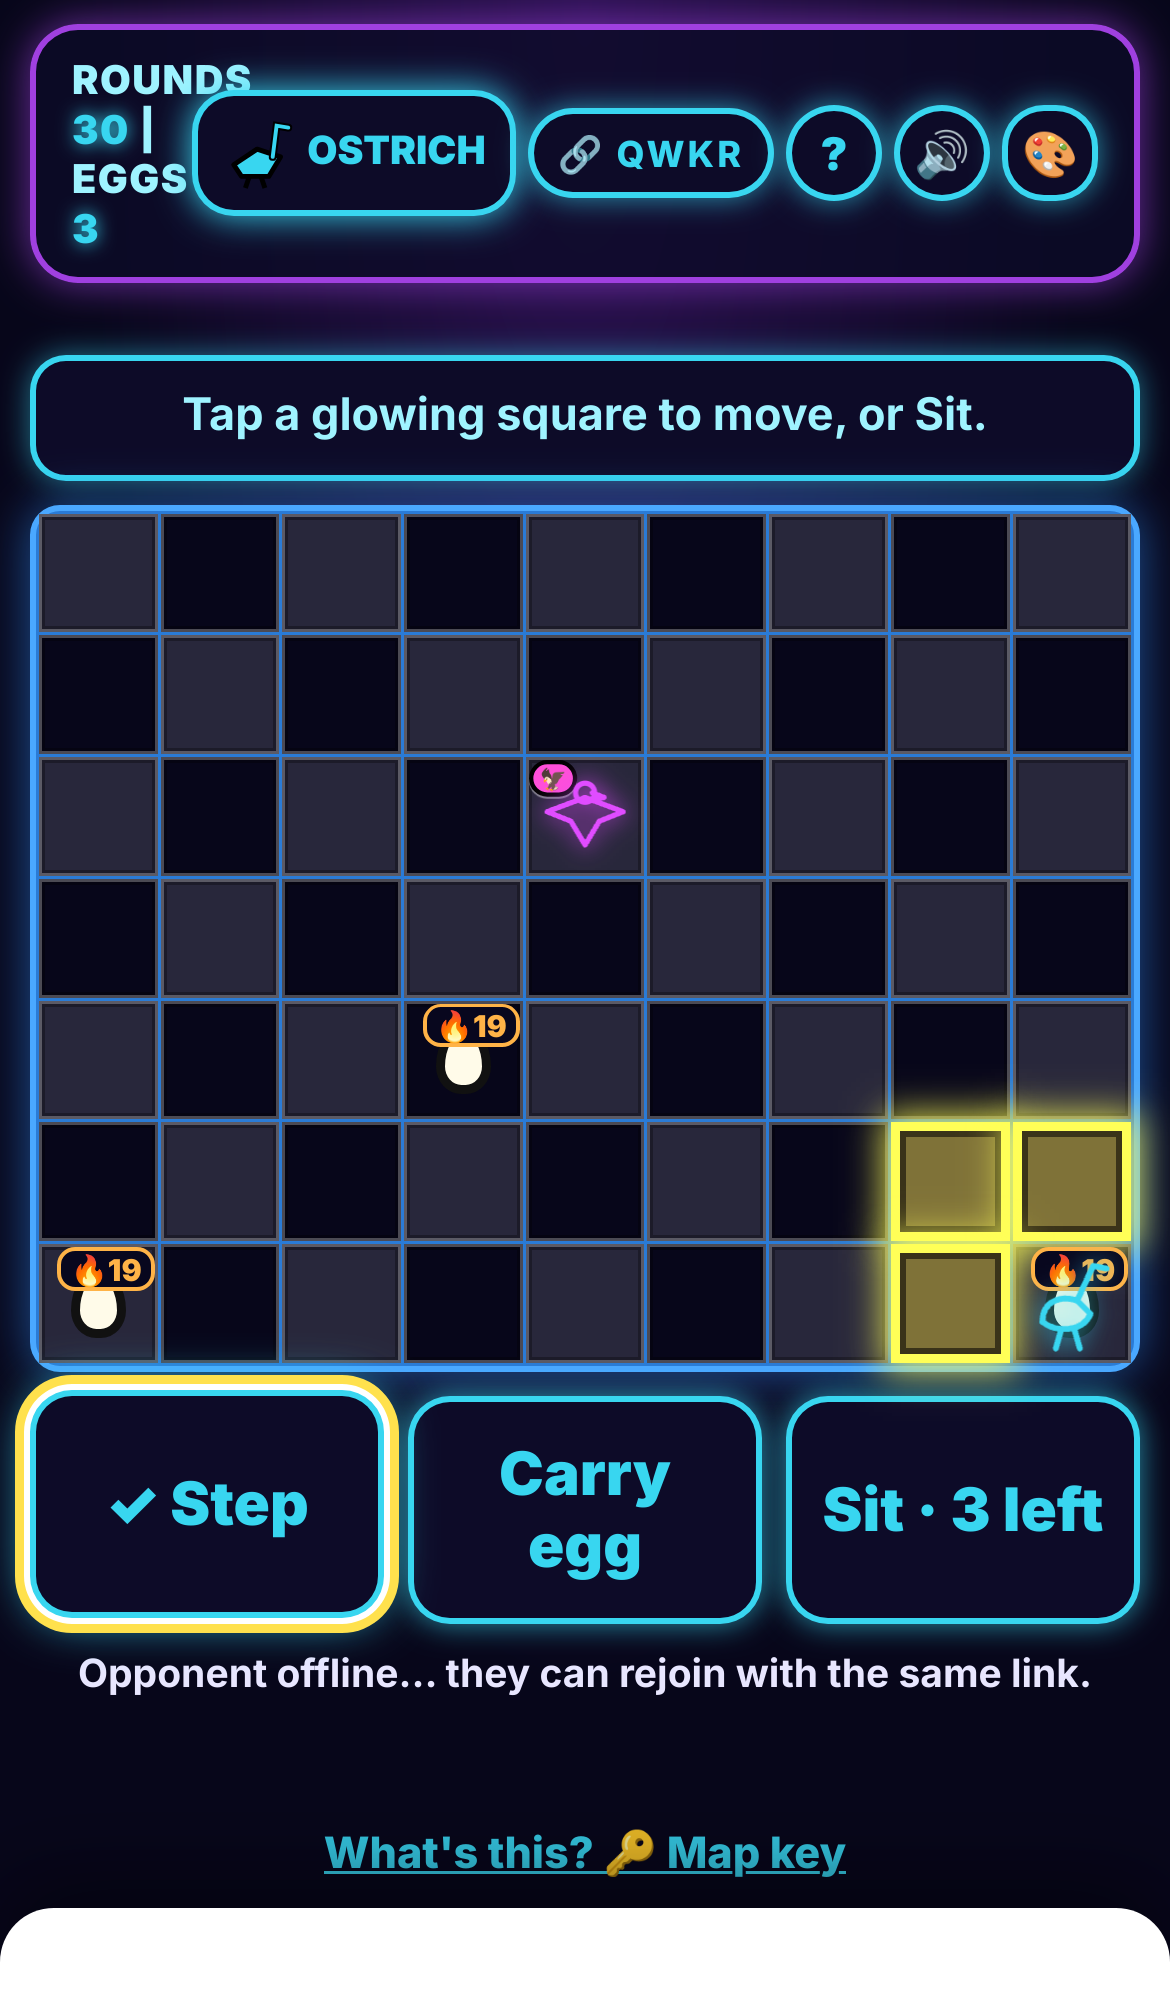 ROUNDS
30 |
EGGS
3
OSTRICH
QWKR
?
Tap a glowing square to move, or Sit.
19
19
19
✓ Step
Carry
egg
Sit · 3 left
Opponent offline... they can rejoin with the same link.
What's this? 🔑 Map key